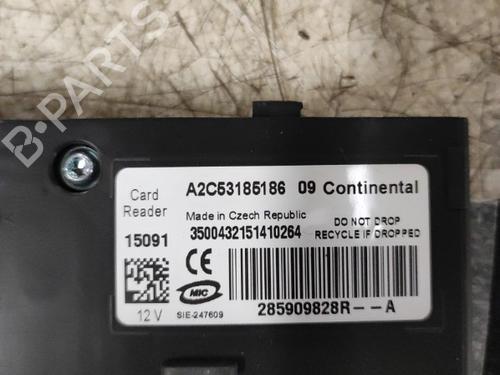 B-PARTS
Card Reader
A2C53185186 09 Continental
Made in Czech Republic
DO NOT DROP
15091
3500432151410264
RECYCLE IF DROPPED
CE
MIC
12 V
SIE-247609
285909828R--A